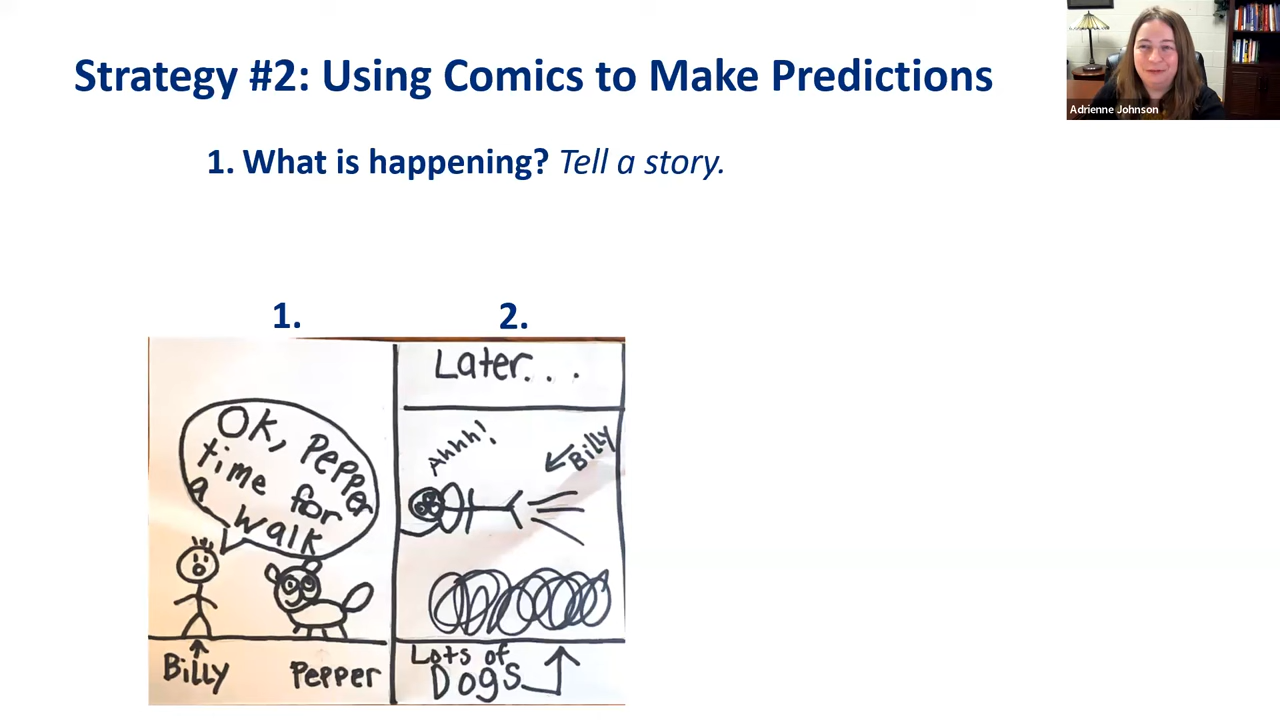 Strategy #2: Using Comics to Make Predictions
Adrienne Johnson
1. What is happening? Tell a story.
1.
2.
OK, Pepper
time for
a walk
Billy
Pepper
Later...
Ahhh!
Billy
Lots of
Dogs